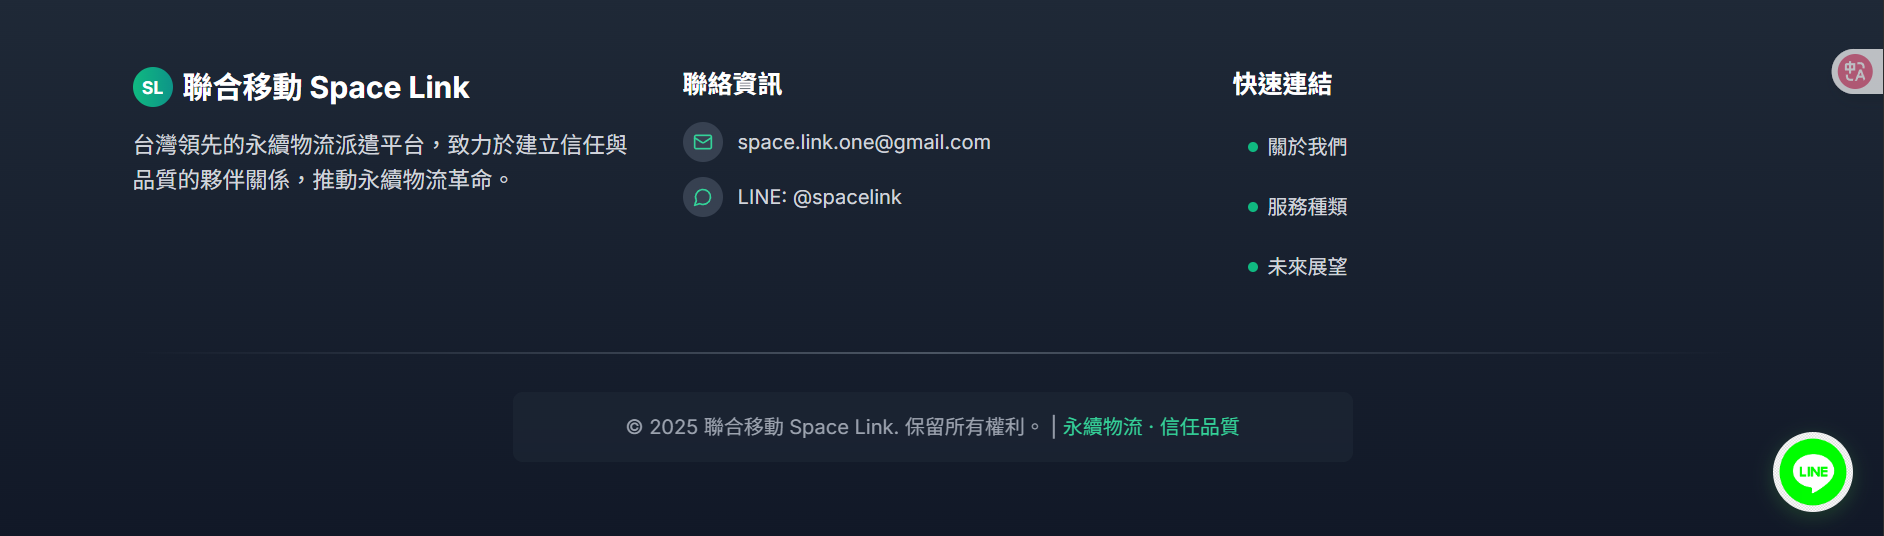 SL 聯合移動 Space Link
台灣領先的永續物流派遣平台，致力於建立信任與
品質的夥伴關係，推動永續物流革命。
聯絡資訊
space.link.one@gmail.com
LINE: @spacelink
快速連結
關於我們
服務種類
未來展望
© 2025 聯合移動 Space Link. 保留所有權利。 | 永續物流 · 信任品質
中A
LINE